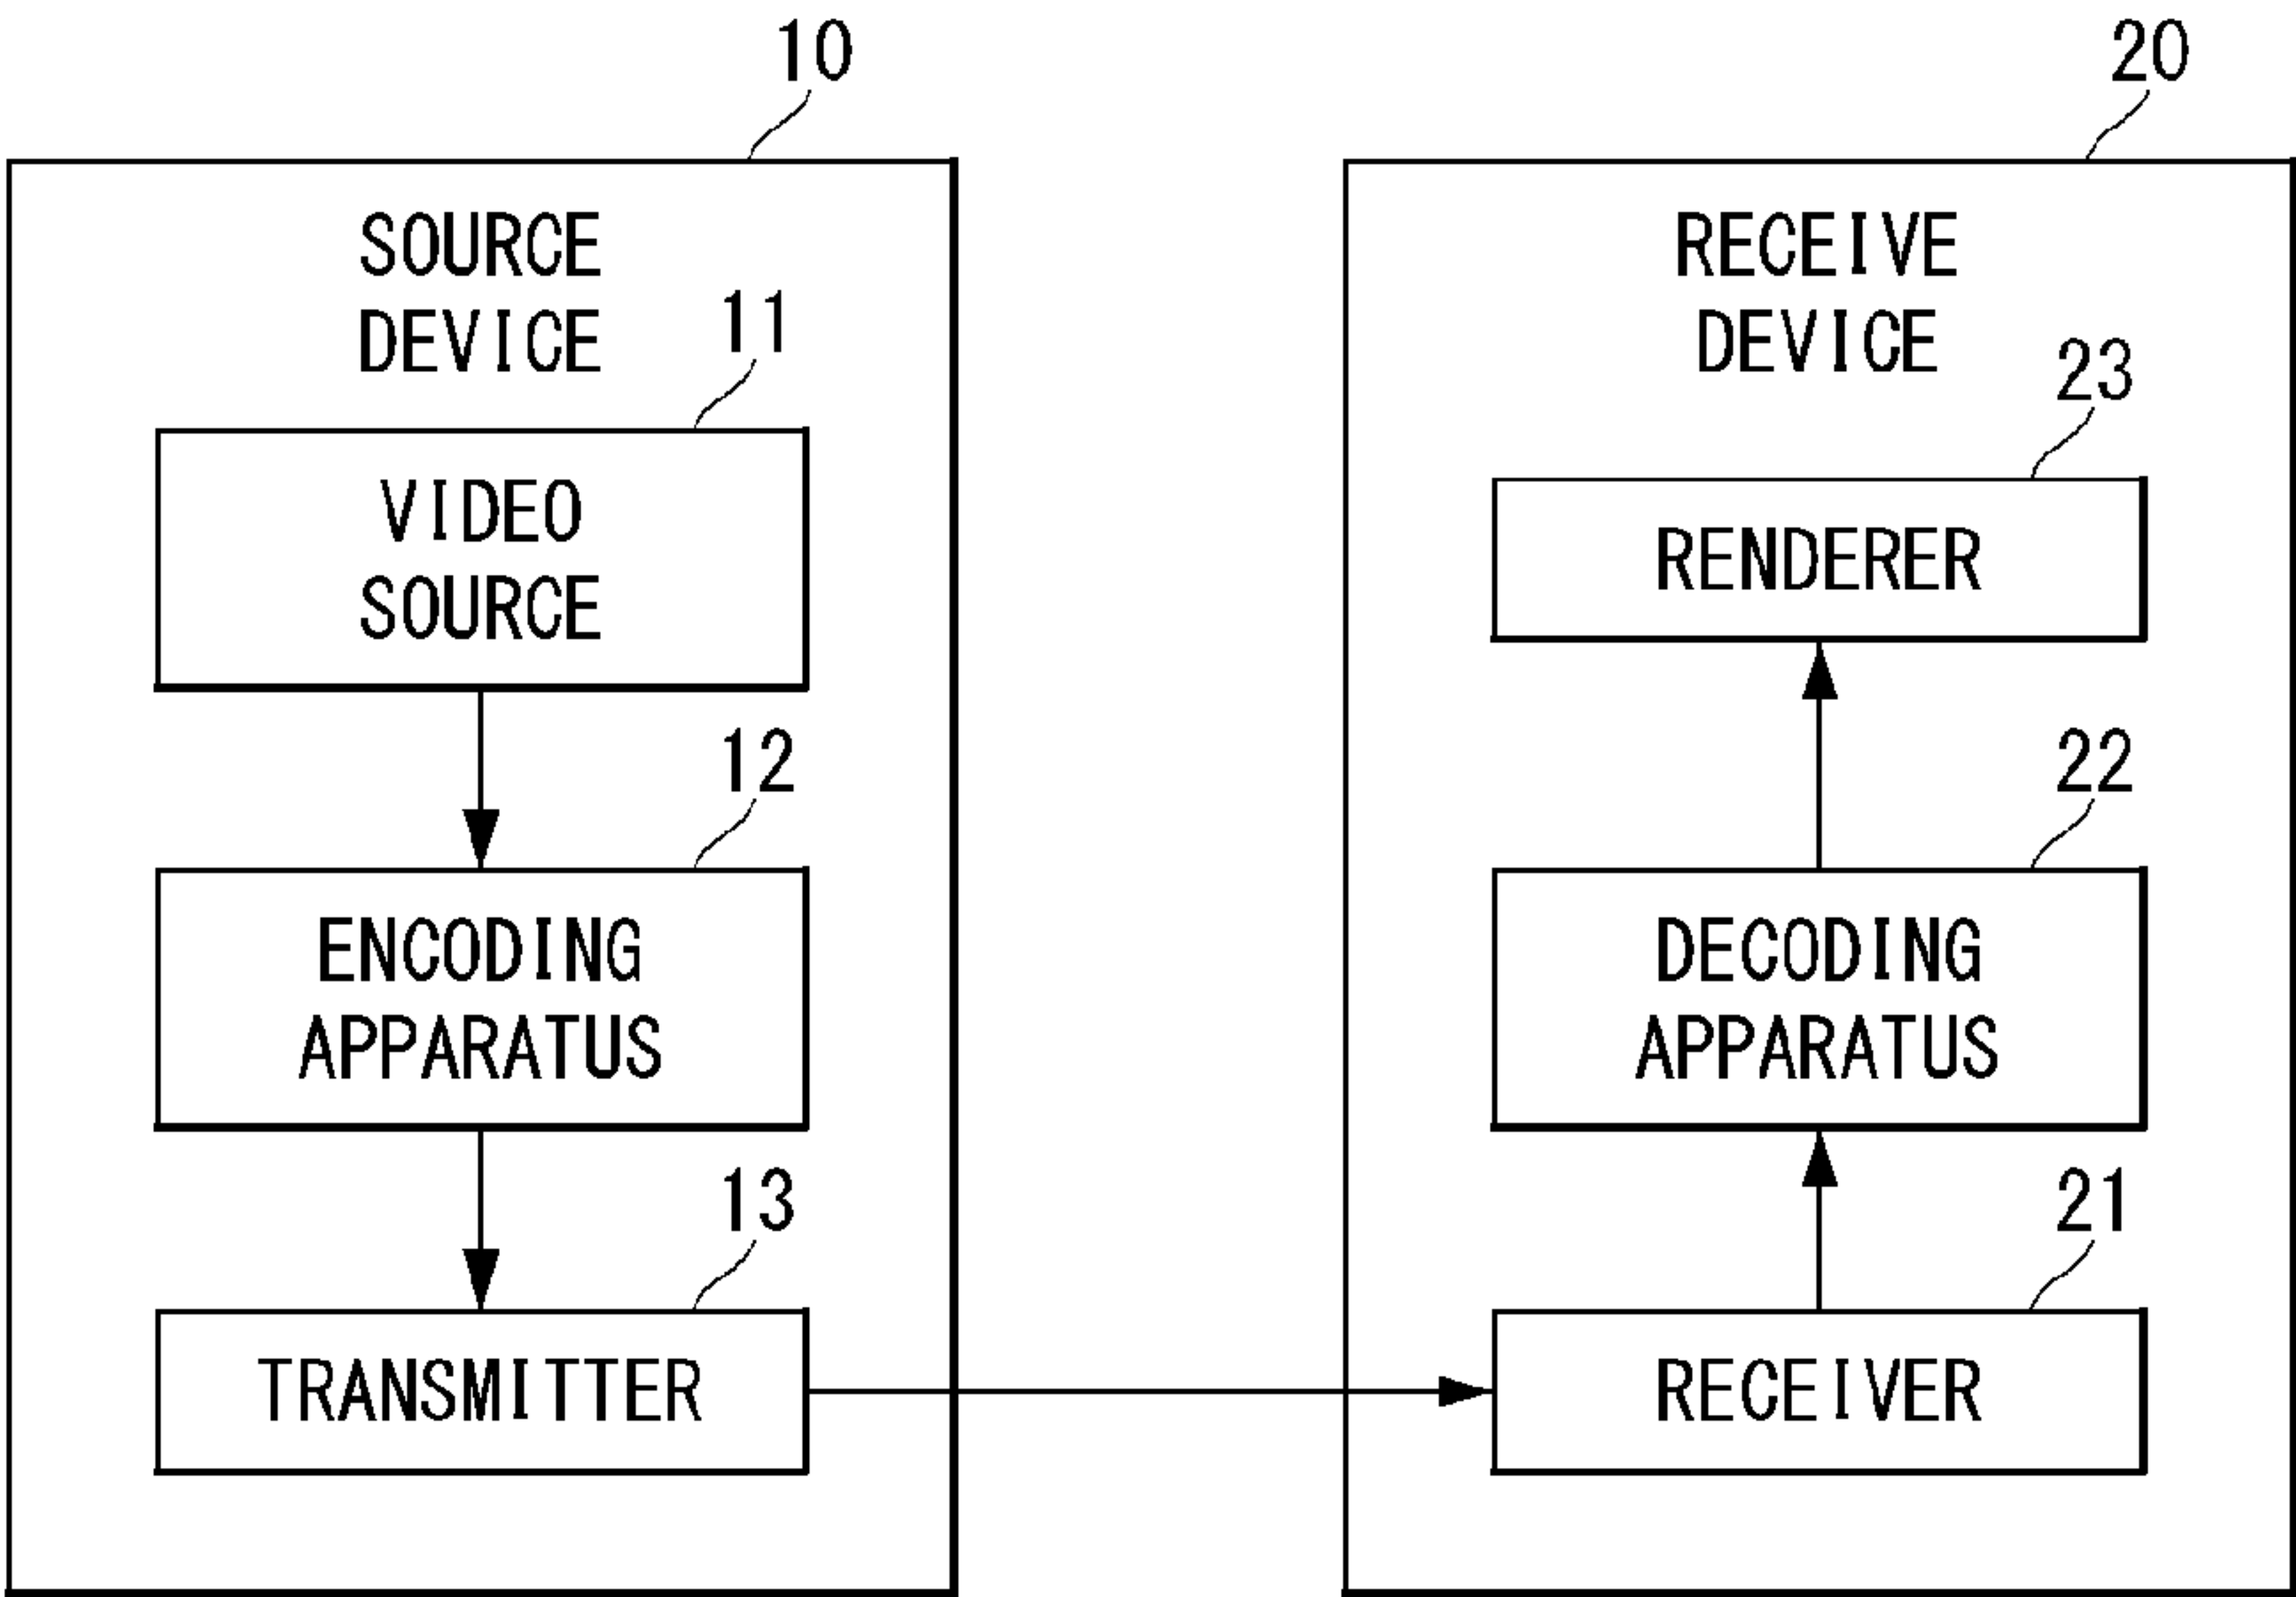 10
SOURCE
DEVICE
11
VIDEO
SOURCE
12
ENCODING
APPARATUS
13
TRANSMITTER
20
RECEIVE
DEVICE
23
RENDERER
22
DECODING
APPARATUS
21
RECEIVER